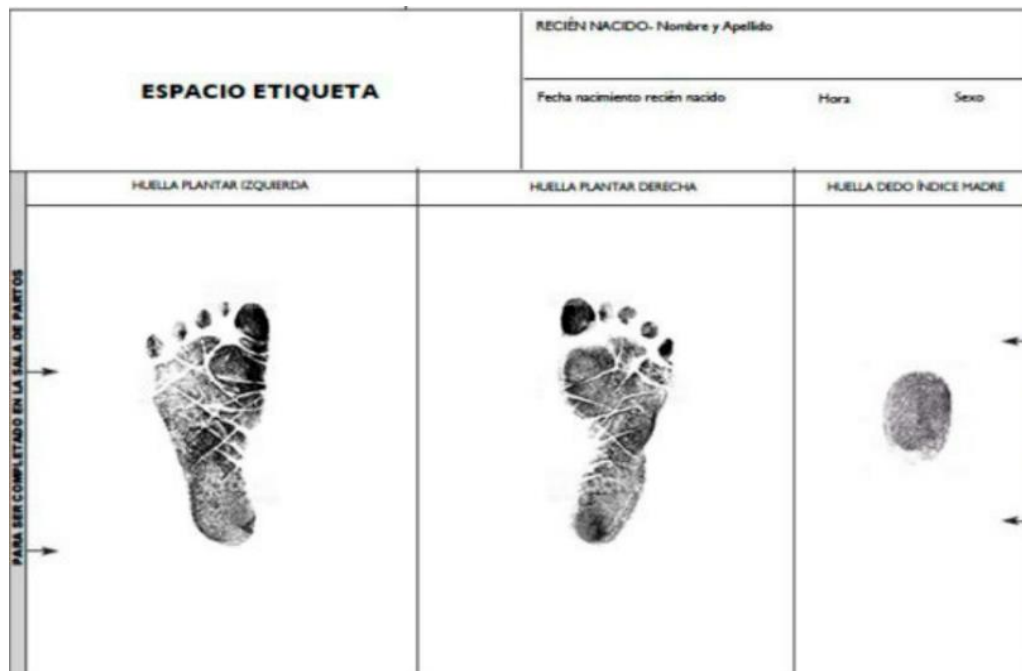 ESPACIO ETIQUETA
RECIÉN NACIDO- Nombre y Apellido
Fecha nacimiento recién nacido Hora Sexo
HUELLA PLANTAR IZQUIERDA HUELLA PLANTAR DERECHA HUELLA DEDO ÍNDICE MADRE
PARA SER COMPLETADO EN LA SALA DE PARTOS